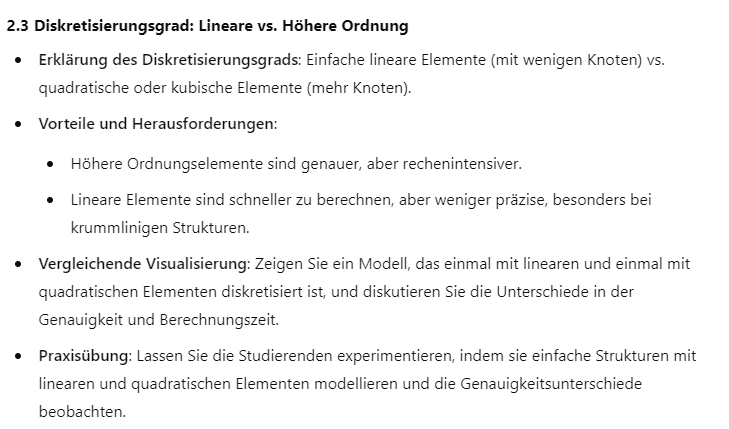 2.3 Diskretisierungsgrad: Lineare vs. Höhere Ordnung
• Erklärung des Diskretisierungsgrads: Einfache lineare Elemente (mit wenigen Knoten) vs.
quadratische oder kubische Elemente (mehr Knoten).
• Vorteile und Herausforderungen:
• Höhere Ordnungselemente sind genauer, aber rechenintensiver.
• Lineare Elemente sind schneller zu berechnen, aber weniger präzise, besonders bei
krummlinigen Strukturen.
• Vergleichende Visualisierung: Zeigen Sie ein Modell, das einmal mit linearen und einmal mit
quadratischen Elementen diskretisiert ist, und diskutieren Sie die Unterschiede in der
Genauigkeit und Berechnungszeit.
• Praxisübung: Lassen Sie die Studierenden experimentieren, indem sie einfache Strukturen mit
linearen und quadratischen Elementen modellieren und die Genauigkeitsunterschiede
beobachten.